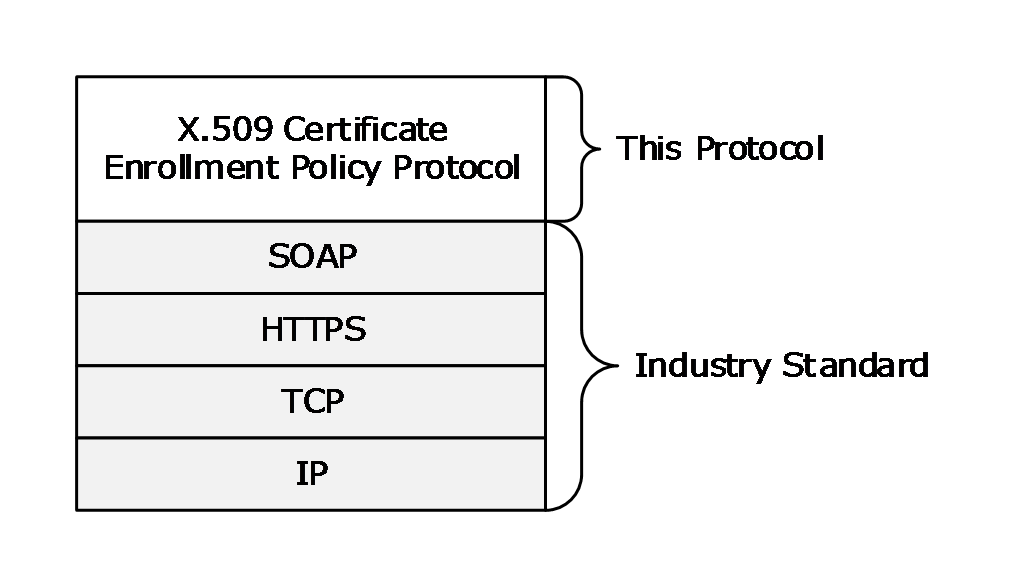 X.509 Certificate
Enrollment Policy Protocol
This Protocol
SOAP
HTTPS
TCP
IP
Industry Standard